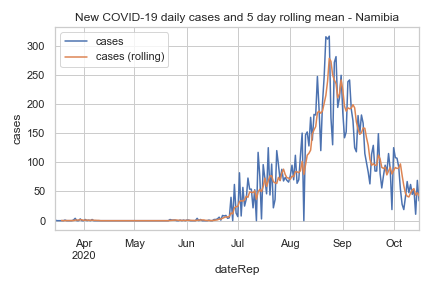 New COVID-19 daily cases and 5 day rolling mean - Namibia
cases
cases (rolling)
cases
300
250
200
150
100
50
0
Apr May Jun Jul Aug Sep Oct
2020
dateRep